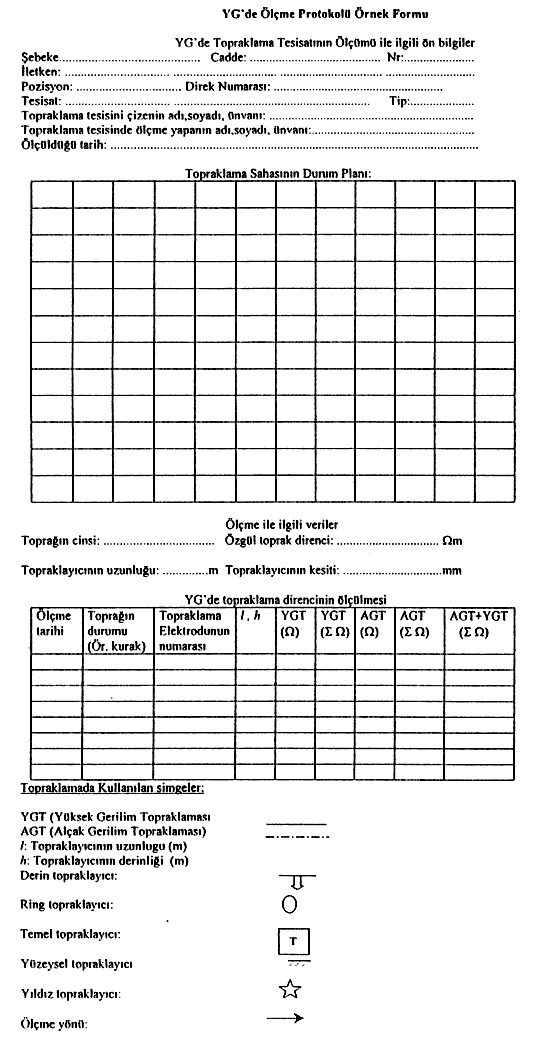 YG'de Ölçme Protokolü Örnek Formu
YG'de Topraklama Tesisatının Ölçümü ile ilgili ön bilgiler
Şebeke.......................................... Cadde: ................................. Nr:.....................
İletken: ............................... ............................... ............................... ...............................
Pozisyon: ............................... Direk Numarası: ..................................................
Tesisat: ............................... .................................................. Tip:....................
Topraklama tesisini çizenin adı,soyadı, ünvanı: ..................................................
Topraklama tesisinde ölçme yapanın adı,soyadı, ünvanı:..................................................
Ölçüldüğü tarih: ....................................................................................................
Topraklama Sahasının Durum Planı:
Ölçme ile ilgili veriler
Toprağın cinsi: ................................ Özgül toprak direnci: .............................. Ωm
Topraklayıcının uzunluğu: .............m Topraklayıcının kesiti: .............................mm
YG'de topraklama direncinin ölçülmesi
Ölçme tarihi | Toprağın durumu (Ör. kurak) | Topraklama Elektrodunun numarası | l, h | YGT (Ω) | YGT (Σ Ω) | AGT (Ω) | AGT (Σ Ω) | AGT+YGT (Σ Ω)
Topraklamada Kullanılan simgeler:
YGT (Yüksek Gerilim Topraklaması
AGT (Alçak Gerilim Topraklaması)
l: Topraklayıcının uzunlugu (m)
h: Topraklayıcının derinliği (m)
Derin topraklayıcı:
Ring topraklayıcı:
Temel topraklayıcı:
T
Yüzeysel topraklayıcı
Yıldız topraklayıcı:
Ölçme yönü: